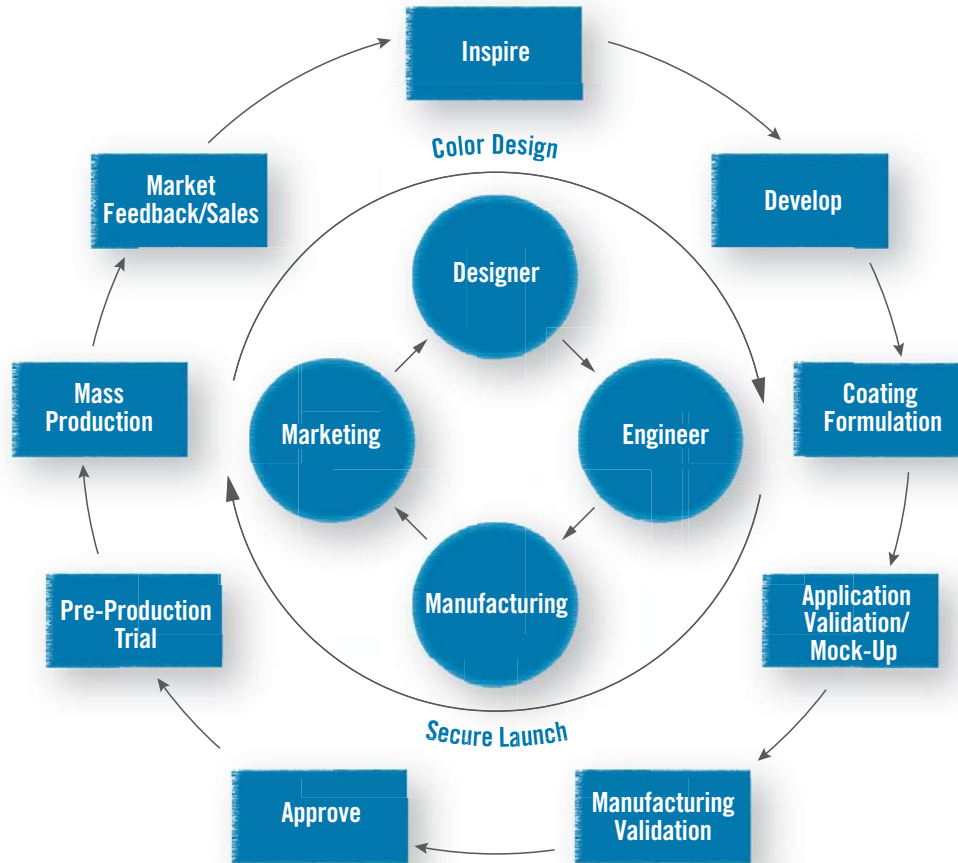 Inspire
Develop
Coating
Formulation
Application
Validation/
Mock-Up
Manufacturing
Validation
Approve
Pre-Production
Trial
Mass
Production
Market
Feedback/Sales
Color Design
Designer
Engineer
Manufacturing
Marketing
Secure Launch